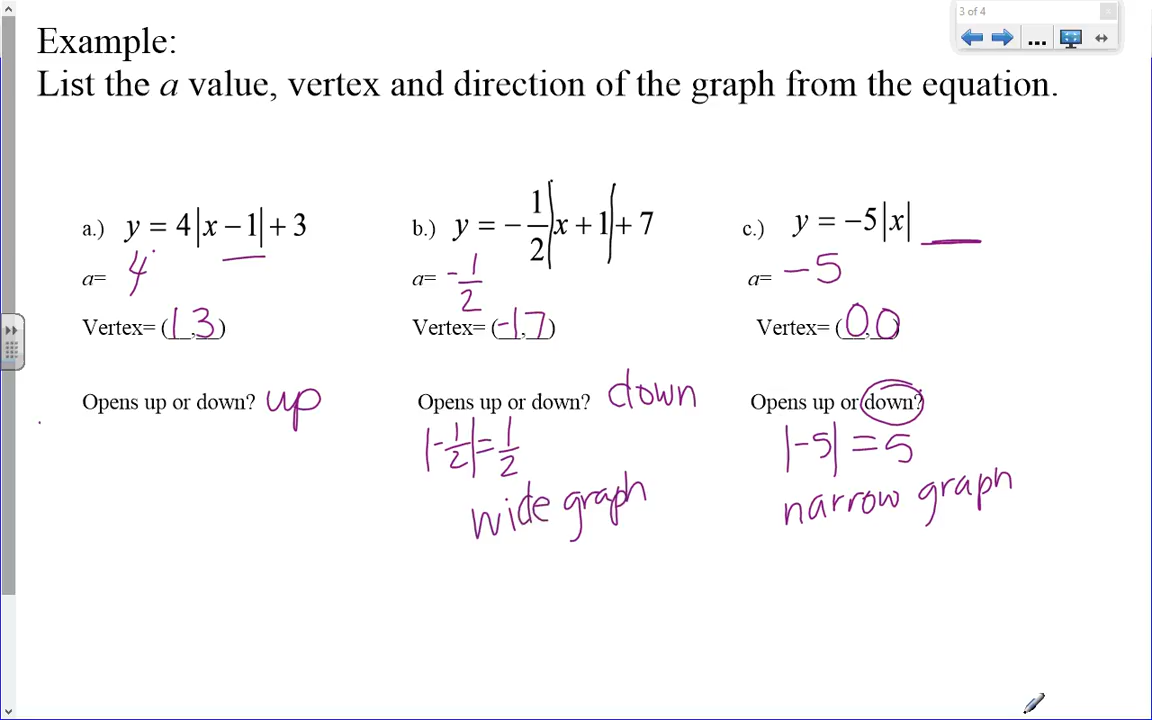 3 of 4
Example:
List the a value, vertex and direction of the graph from the equation.
a.) y = 4|x − 1| + 3
a= 4
Vertex= (1,3)
Opens up or down? up
b.) y = −1/2|x + 1| + 7
a= -1/2
Vertex= (-1,7)
Opens up or down? down
|-1/2| = 1/2
wide graph
c.) y = −5|x|
a= -5
Vertex= (0,0)
Opens up or down?
|-5| = 5
narrow graph